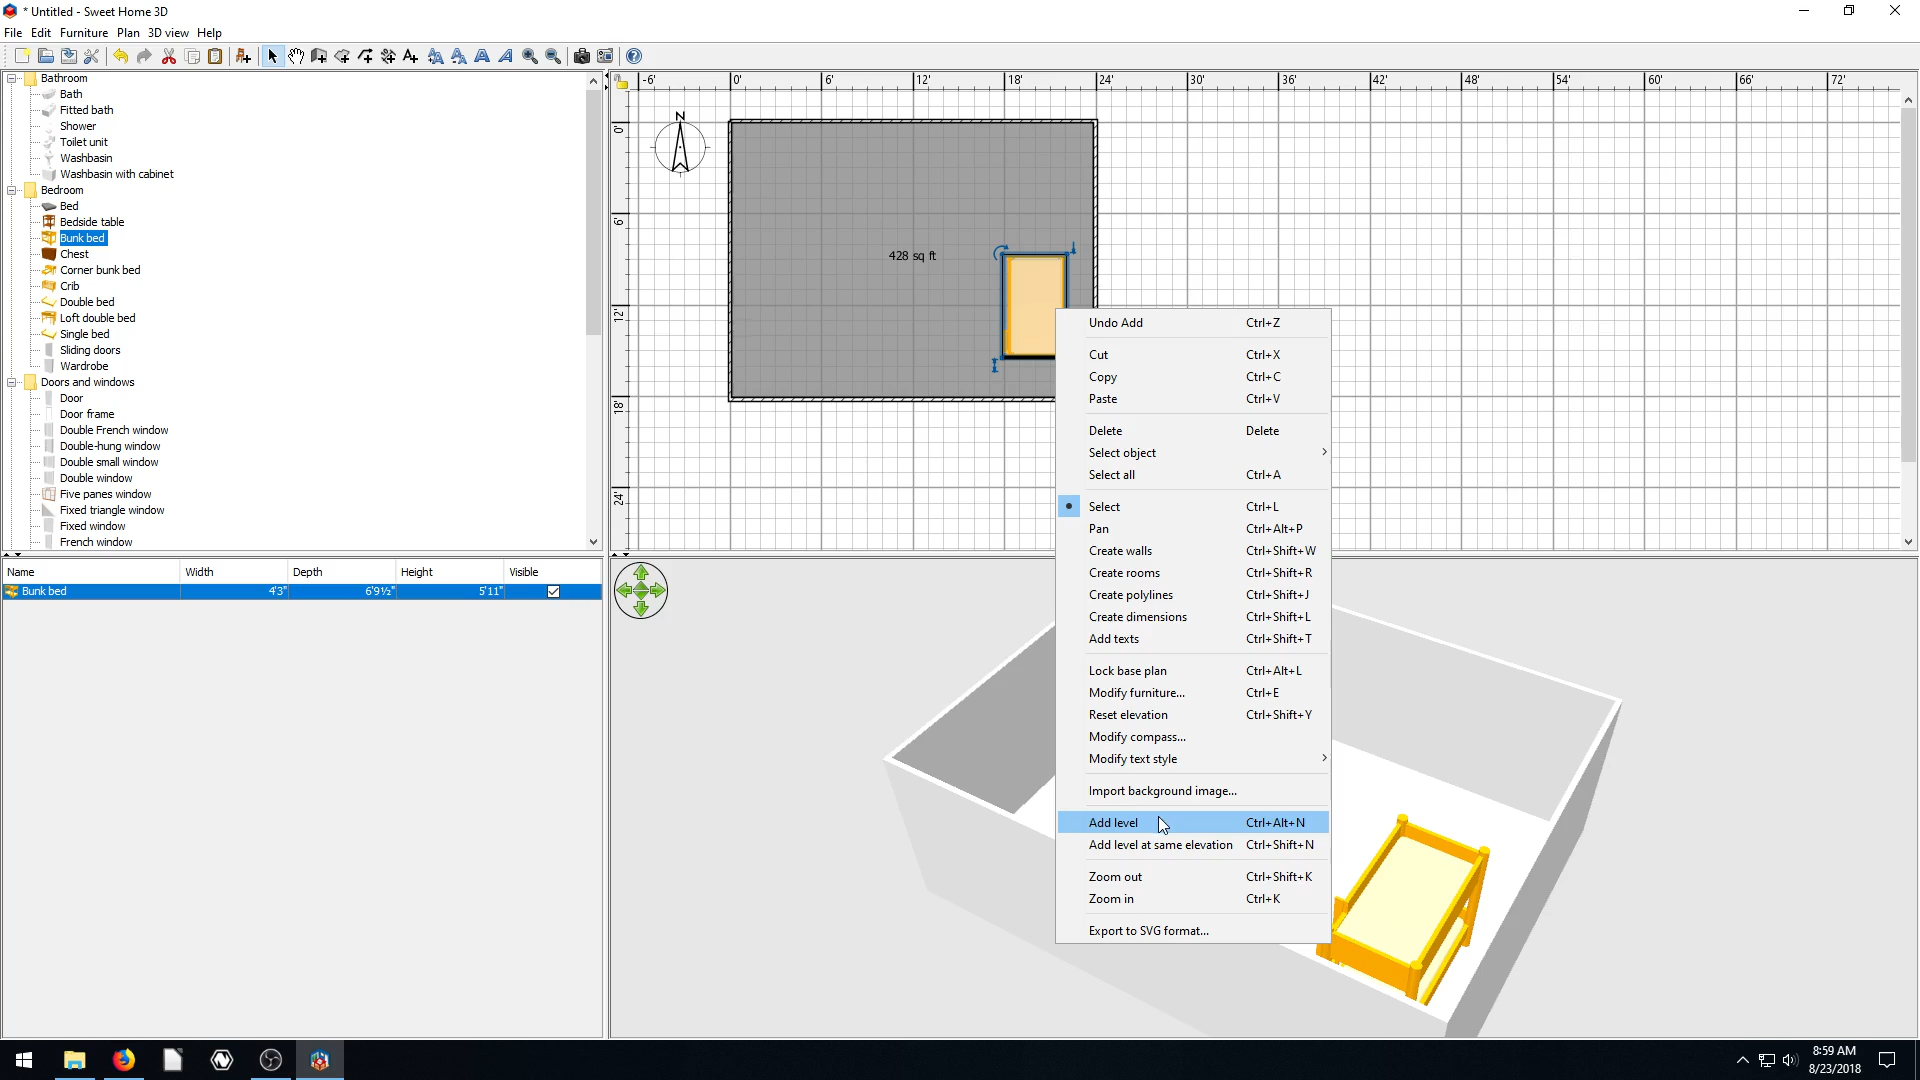 * Untitled - Sweet Home 3D
File Edit Furniture Plan 3D view Help
Bathroom
Bath
Fitted bath
Shower
Toilet unit
Washbasin
Washbasin with cabinet
Bedroom
Bed
Bedside table
Bunk bed
Chest
Corner bunk bed
Crib
Double bed
Loft double bed
Single bed
Sliding doors
Wardrobe
Doors and windows
Door
Door frame
Double French window
Double-hung window
Double small window
Double window
Five panes window
Fixed triangle window
Fixed window
French window
Name Width Depth Height Visible
Bunk bed 4'3" 6'9½" 5'11"
-6' 0' 6' 12' 18' 24' 30' 36' 42' 48' 54' 60' 66' 72'
0'
6'
12'
18'
24'
N
428 sq ft
Undo Add Ctrl+Z
Cut Ctrl+X
Copy Ctrl+C
Paste Ctrl+V
Delete Delete
Select object
Select all Ctrl+A
Select Ctrl+L
Pan Ctrl+Alt+P
Create walls Ctrl+Shift+W
Create rooms Ctrl+Shift+R
Create polylines Ctrl+Shift+J
Create dimensions Ctrl+Shift+L
Add texts Ctrl+Shift+T
Lock base plan Ctrl+Alt+L
Modify furniture... Ctrl+E
Reset elevation Ctrl+Shift+Y
Modify compass...
Modify text style
Import background image...
Add level Ctrl+Alt+N
Add level at same elevation Ctrl+Shift+N
Zoom out Ctrl+Shift+K
Zoom in Ctrl+K
Export to SVG format...
8:59 AM
8/23/2018